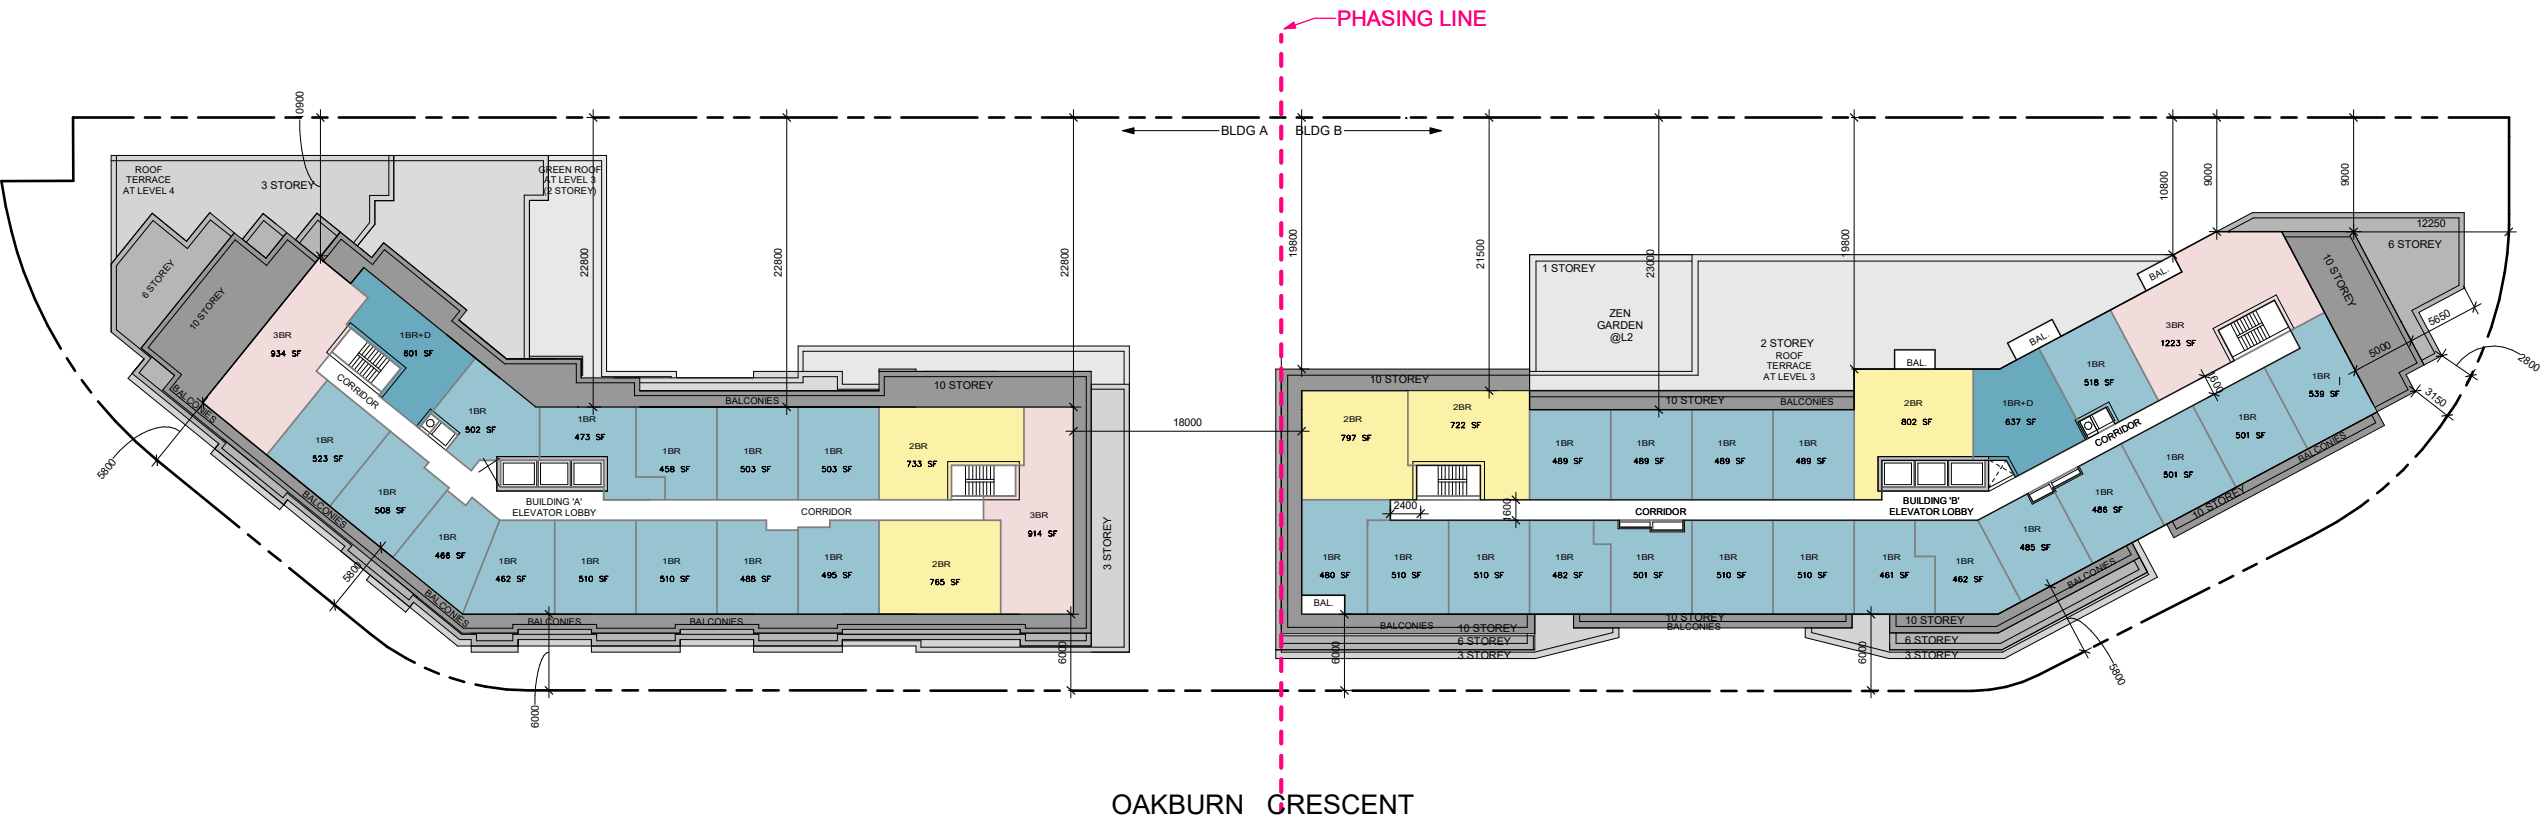 PHASING LINE
BLDG A
BLDG B
10900
22800
22800
22800
19800
21500
23000
19800
10800
9000
9000
12250
ROOF
TERRACE
AT LEVEL 4
3 STOREY
GREEN ROOF
AT LEVEL 3
(2 STOREY)
6 STOREY
10 STOREY
3BR
934 SF
1BR+D
601 SF
CORRIDOR
1BR
502 SF
1BR
473 SF
1BR
458 SF
1BR
503 SF
1BR
503 SF
2BR
733 SF
10 STOREY
BALCONIES
BALCONIES
BALCONIES
BALCONIES
1BR
523 SF
1BR
508 SF
1BR
466 SF
1BR
462 SF
1BR
510 SF
1BR
510 SF
1BR
488 SF
1BR
495 SF
2BR
765 SF
3BR
914 SF
BUILDING 'A'
ELEVATOR LOBBY
CORRIDOR
3 STOREY
BALCONIES
BALCONIES
5800
5800
6000
6000
18000
1 STOREY
ZEN
GARDEN
@L2
2 STOREY
ROOF
TERRACE
AT LEVEL 3
10 STOREY
10 STOREY
BALCONIES
2BR
797 SF
2BR
722 SF
1BR
489 SF
1BR
489 SF
1BR
489 SF
1BR
489 SF
BAL.
2BR
802 SF
1BR+D
637 SF
BAL.
1BR
518 SF
BAL.
3BR
1223 SF
1BR
539 SF
1BR
501 SF
1BR
501 SF
1BR
486 SF
1BR
485 SF
1BR
462 SF
1BR
461 SF
1BR
510 SF
1BR
510 SF
1BR
501 SF
1BR
482 SF
1BR
510 SF
1BR
510 SF
1BR
480 SF
BAL.
2400
1600
CORRIDOR
BUILDING 'B'
ELEVATOR LOBBY
CORRIDOR
1600
10 STOREY
6 STOREY
5650
5000
2800
3150
BALCONIES
10 STOREY
BALCONIES
BALCONIES
10 STOREY
6 STOREY
3 STOREY
10 STOREY
BALCONIES
10 STOREY
6 STOREY
3 STOREY
6000
6000
5800
OAKBURN CRESCENT